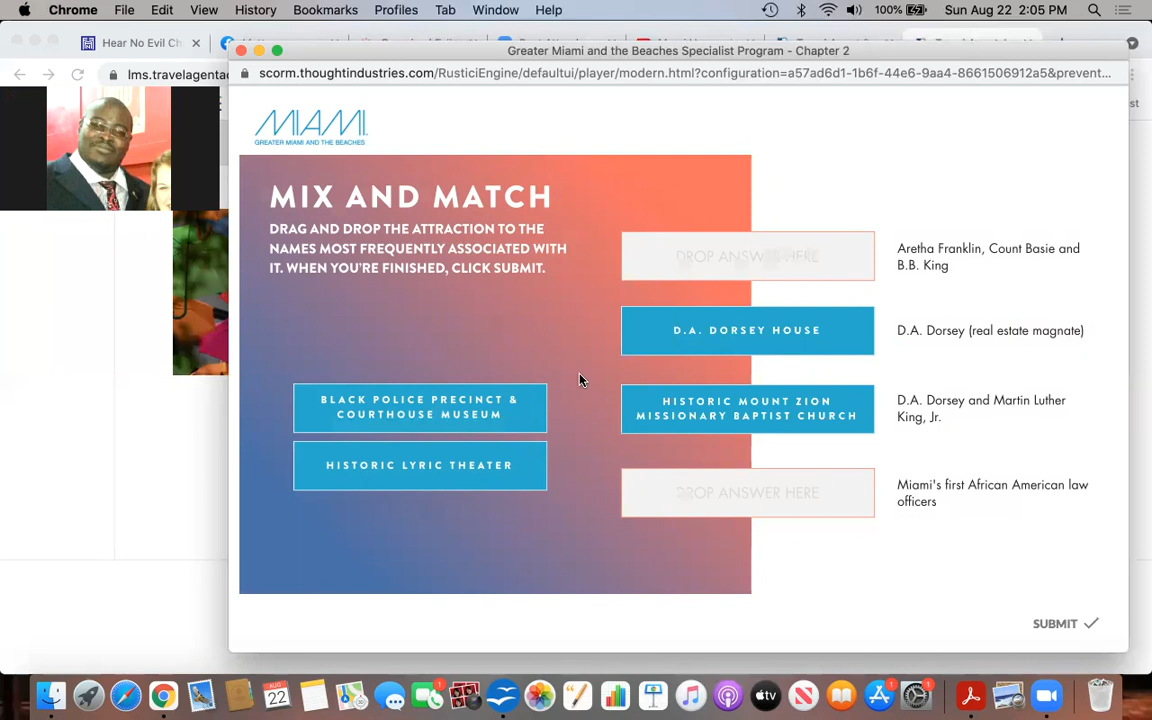 Chrome File Edit View History Bookmarks Profiles Tab Window Help 100% Sun Aug 22 2:05 PM
Hear No Evil Ch
Greater Miami and the Beaches Specialist Program - Chapter 2
lms.travelagentac
scorm.thoughtindustries.com/RusticiEngine/defaultui/player/modern.html?configuration=a57ad6d1-1b6f-44e6-9aa4-8661506912a5&prevent...
MIAMI
GREATER MIAMI AND THE BEACHES
MIX AND MATCH
DRAG AND DROP THE ATTRACTION TO THE
NAMES MOST FREQUENTLY ASSOCIATED WITH
IT. WHEN YOU'RE FINISHED, CLICK SUBMIT.
DROP ANSWER HERE
Aretha Franklin, Count Basie and
B.B. King
D.A. DORSEY HOUSE
D.A. Dorsey (real estate magnate)
BLACK POLICE PRECINCT &
COURTHOUSE MUSEUM
HISTORIC MOUNT ZION
MISSIONARY BAPTIST CHURCH
D.A. Dorsey and Martin Luther
King, Jr.
HISTORIC LYRIC THEATER
DROP ANSWER HERE
Miami's first African American law
officers
SUBMIT